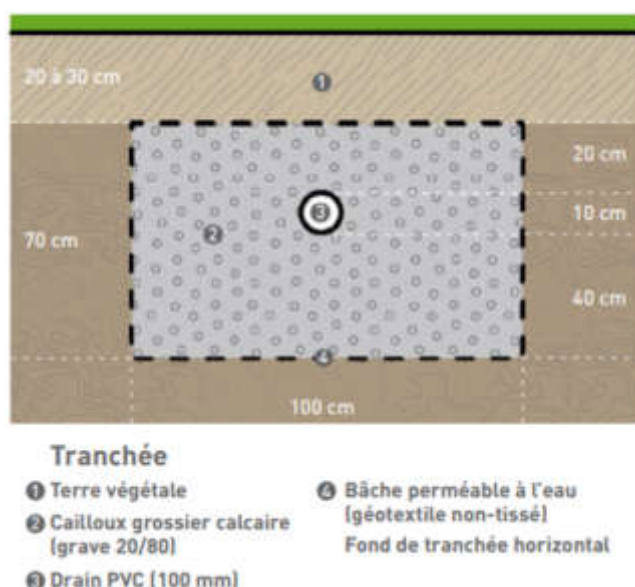 20 à 30 cm
1
20 cm
3
10 cm
2
70 cm
40 cm
4
100 cm
Tranchée
1 Terre végétale
2 Cailloux grossier calcaire
(grave 20/80)
3 Drain PVC (100 mm)
4 Bâche perméable à l'eau
(géotextile non-tissé)
Fond de tranchée horizontal